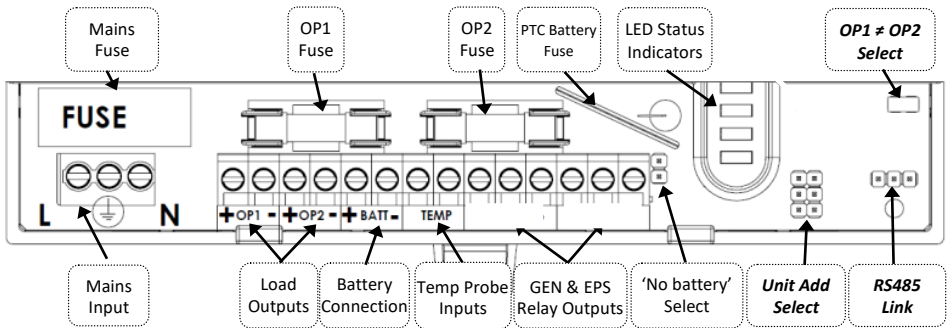 Mains
Fuse
OP1
Fuse
OP2
Fuse
PTC Battery
Fuse
LED Status
Indicators
OP1 ≠ OP2
Select
FUSE
L
N
+ OP1 - + OP2 - + BATT - TEMP
Mains
Input
Load
Outputs
Battery
Connection
Temp Probe
Inputs
GEN & EPS
Relay Outputs
‘No battery’
Select
Unit Add
Select
RS485
Link